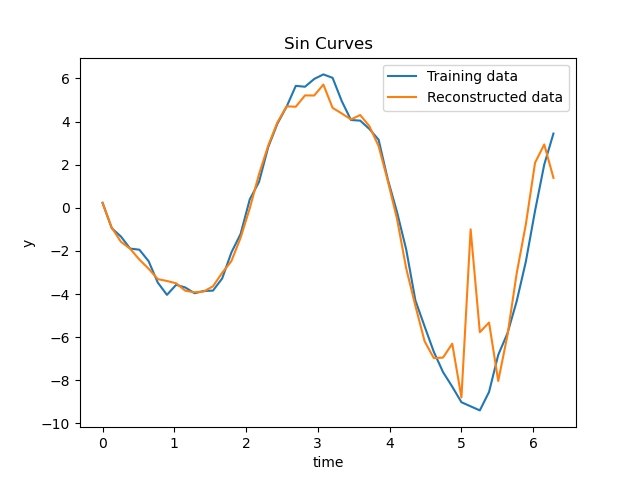 Sin Curves
Training data
Reconstructed data
6
4
2
0
−2
−4
−6
−8
−10
y
0 1 2 3 4 5 6
time